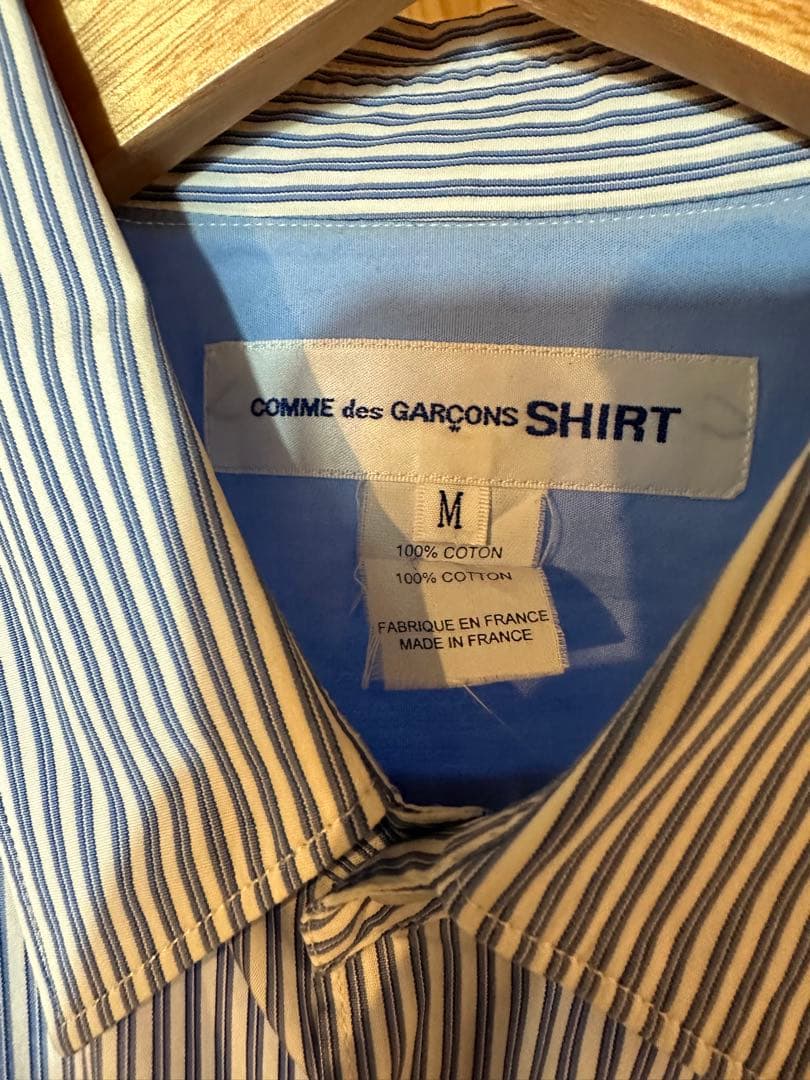 COMME des GARÇONS SHIRT
M
100% COTON
100% COTTON
FABRIQUE EN FRANCE
MADE IN FRANCE